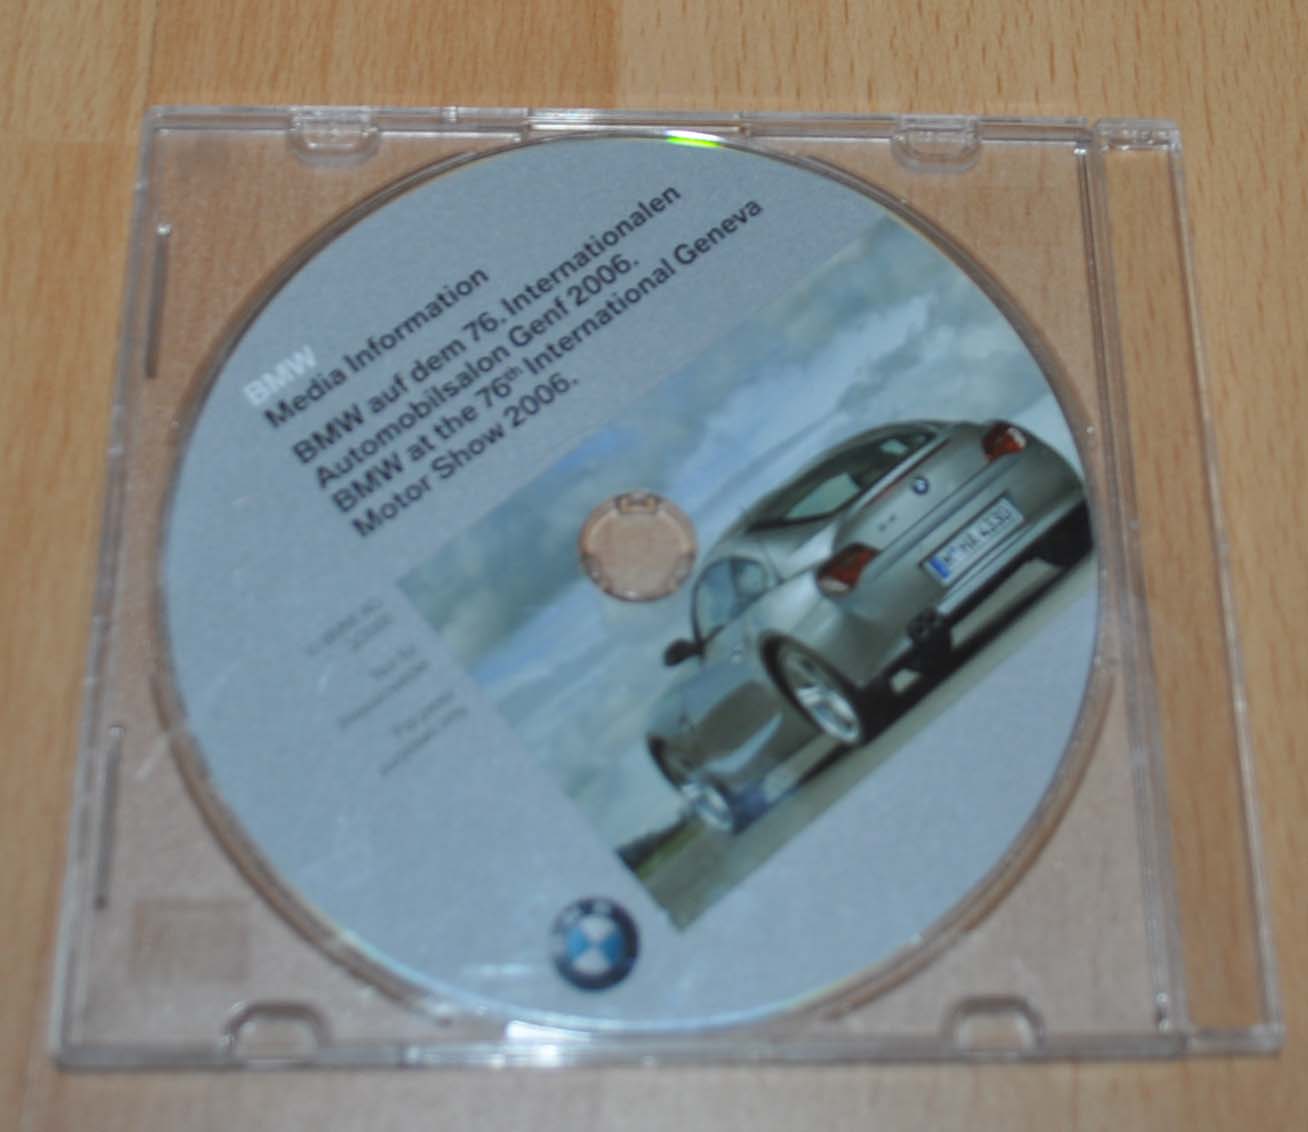 BMW
Media Information
BMW auf dem 76. Internationalen
Automobilsalon Genf 2006.
BMW at the 76th International Geneva
Motor Show 2006.
BMW